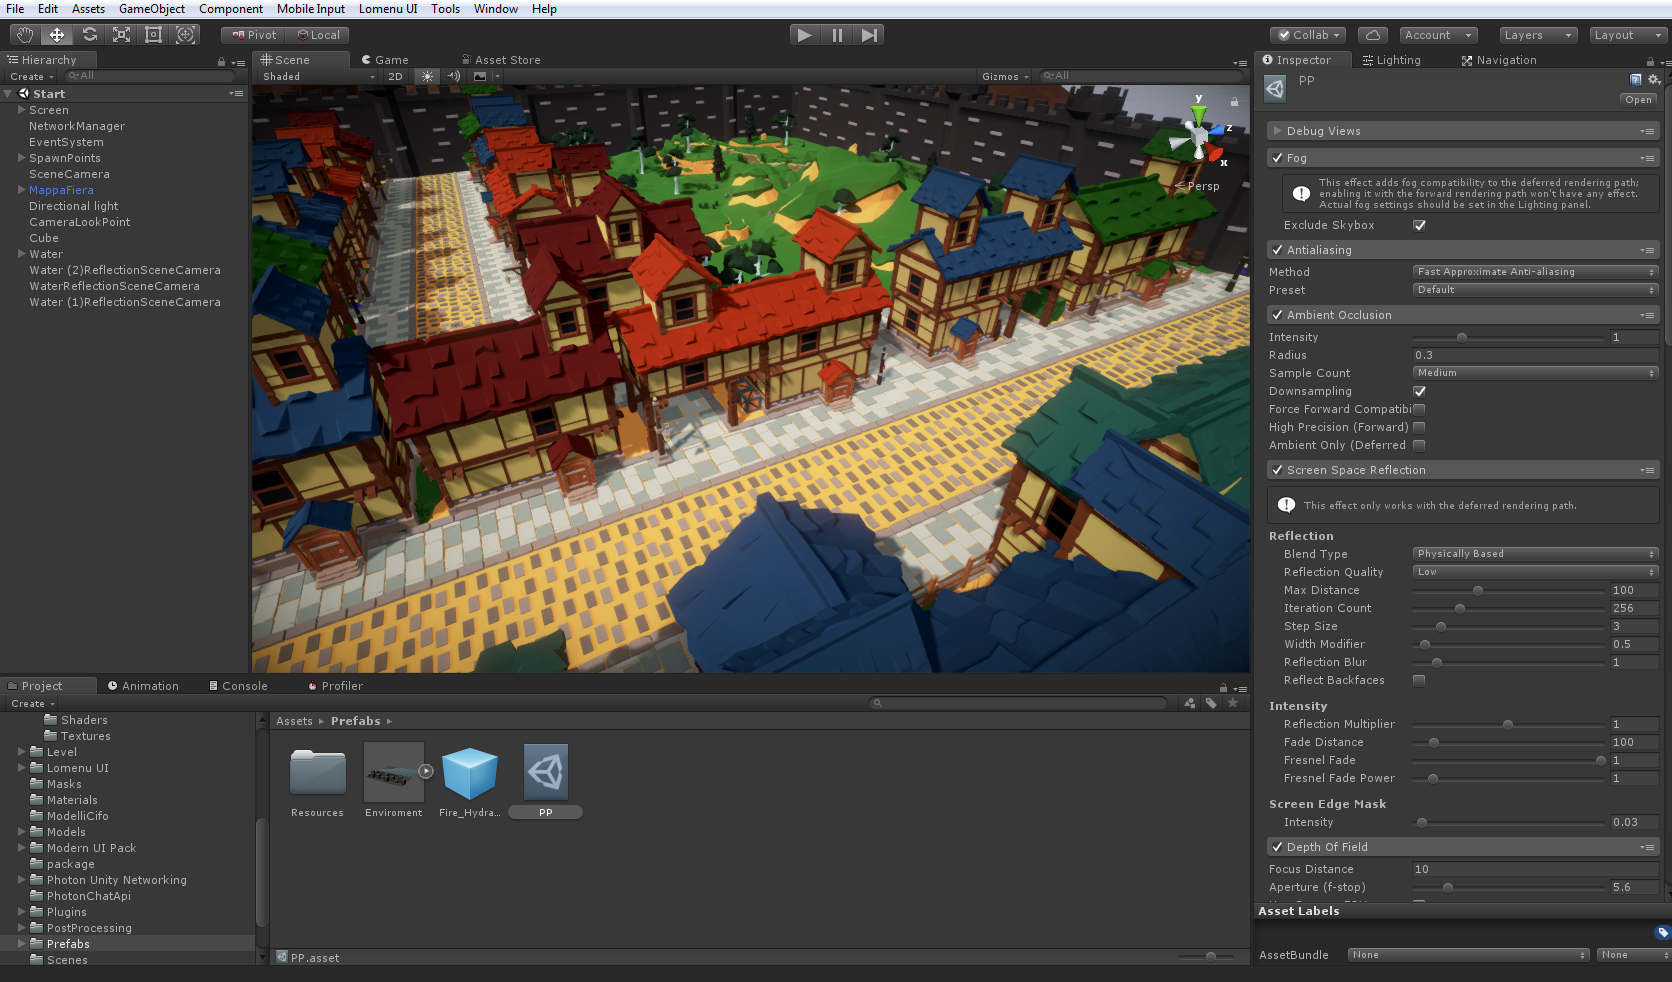 File Edit Assets GameObject Component Mobile Input Lomenu UI Tools Window Help
Pivot Local Collab Account Layers Layout
Hierarchy
Create All
Start
Screen
NetworkManager
EventSystem
SpawnPoints
SceneCamera
MappaFiera
Directional light
CameraLookPoint
Cube
Water
Water (2)ReflectionSceneCamera
WaterReflectionSceneCamera
Water (1)ReflectionSceneCamera
Scene Game Asset Store
Shaded 2D Gizmos All
y
z
x
Persp
Inspector Lighting Navigation
PP
Open
Debug Views
Fog
This effect adds fog compatibility to the deferred rendering path;
enabling it with the forward rendering path won't have any effect.
Actual fog settings should be set in the Lighting panel.
Exclude Skybox
Antialiasing
Method Fast Approximate Anti-aliasing
Preset Default
Ambient Occlusion
Intensity 1
Radius 0.3
Sample Count Medium
Downsampling
Force Forward Compatibi
High Precision (Forward)
Ambient Only (Deferred
Screen Space Reflection
This effect only works with the deferred rendering path.
Reflection
Blend Type Physically Based
Reflection Quality Low
Max Distance 100
Iteration Count 256
Step Size 3
Width Modifier 0.5
Reflection Blur 1
Reflect Backfaces
Intensity
Reflection Multiplier 1
Fade Distance 100
Fresnel Fade 1
Fresnel Fade Power 1
Screen Edge Mask
Intensity 0.03
Depth Of Field
Focus Distance 10
Aperture (f-stop) 5.6
Asset Labels
AssetBundle None None
Project Animation Console Profiler
Create
Shaders
Textures
Level
Lomenu UI
Masks
Materials
ModelliCifo
Models
Modern UI Pack
package
Photon Unity Networking
PhotonChatApi
Plugins
PostProcessing
Prefabs
Scenes
Assets Prefabs
Resources Enviroment Fire_Hydra... PP
PP.asset